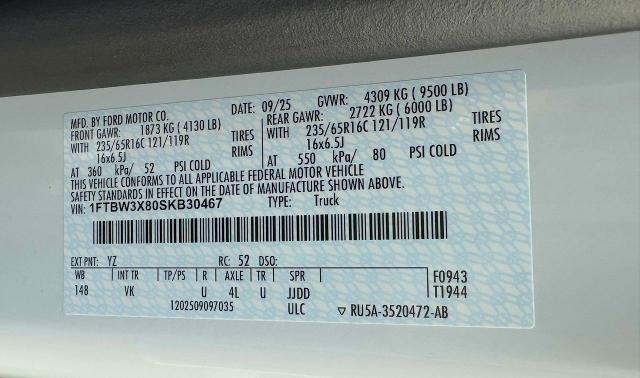 MFD. BY FORD MOTOR CO. DATE: 09/25 GVWR: 4309 KG ( 9500 LB)
FRONT GAWR: 1873 KG ( 4130 LB) REAR GAWR: 2722 KG ( 6000 LB)
WITH 235/65R16C 121/119R TIRES WITH 235/65R16C 121/119R TIRES
16x6.5J RIMS 16x6.5J RIMS
AT 360 kPa/ 52 PSI COLD AT 550 kPa/ 80 PSI COLD
THIS VEHICLE CONFORMS TO ALL APPLICABLE FEDERAL MOTOR VEHICLE
SAFETY STANDARDS IN EFFECT ON DATE OF MANUFACTURE SHOWN ABOVE.
VIN: 1FTBW3X80SKB30467 TYPE: Truck
EXT PNT: YZ RC: 52 DSO:
WB INT TR TP/PS R AXLE TR SPR F0943
148 VK U 4L U JJDD T1944
1202509097035 ULC ▽ RU5A-3520472-AB